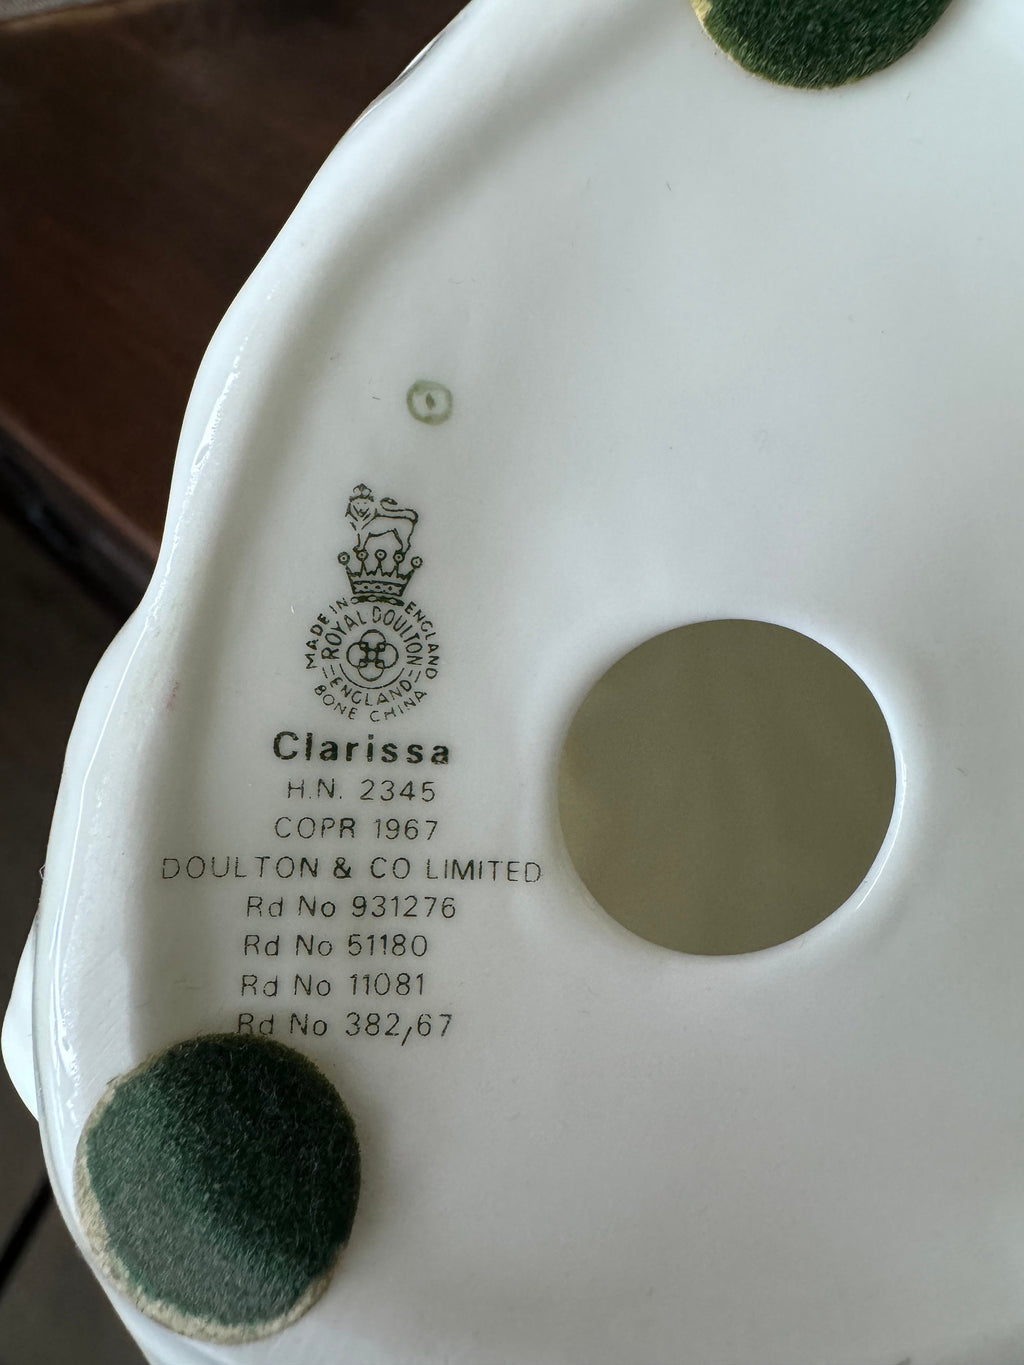 MADE IN ENGLAND
ROYAL DOULTON
ENGLAND
BONE CHINA
Clarissa
H.N. 2345
COPR 1967
DOULTON & CO LIMITED
Rd No 931276
Rd No 51180
Rd No 11081
Rd No 382,67